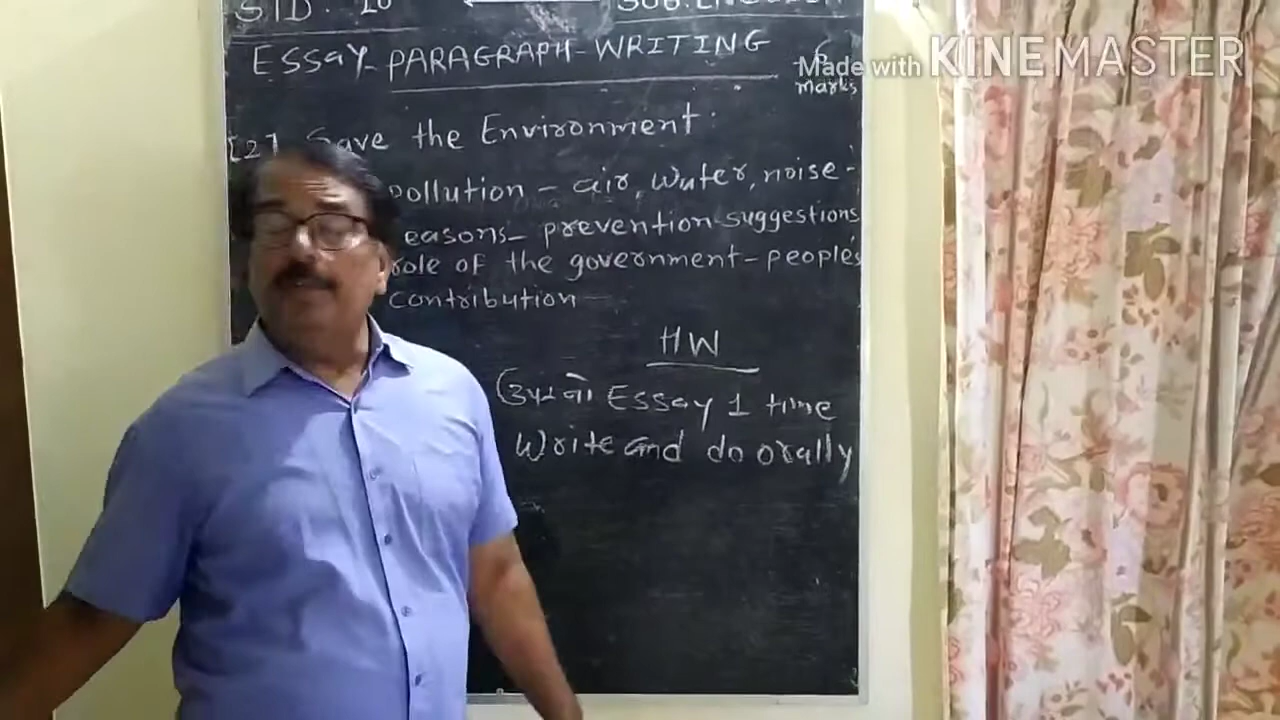 STD: 10 SUB. ENGLISH
ESSAY - PARAGRAPH - WRITING 6
marks
Made with KINEMASTER
[2] Save the Environment.
pollution - air, water, noise -
easons - prevention - suggestions
role of the government - people's
contribution
HW
(ઉપરનો Essay 1 time
Write and do orally